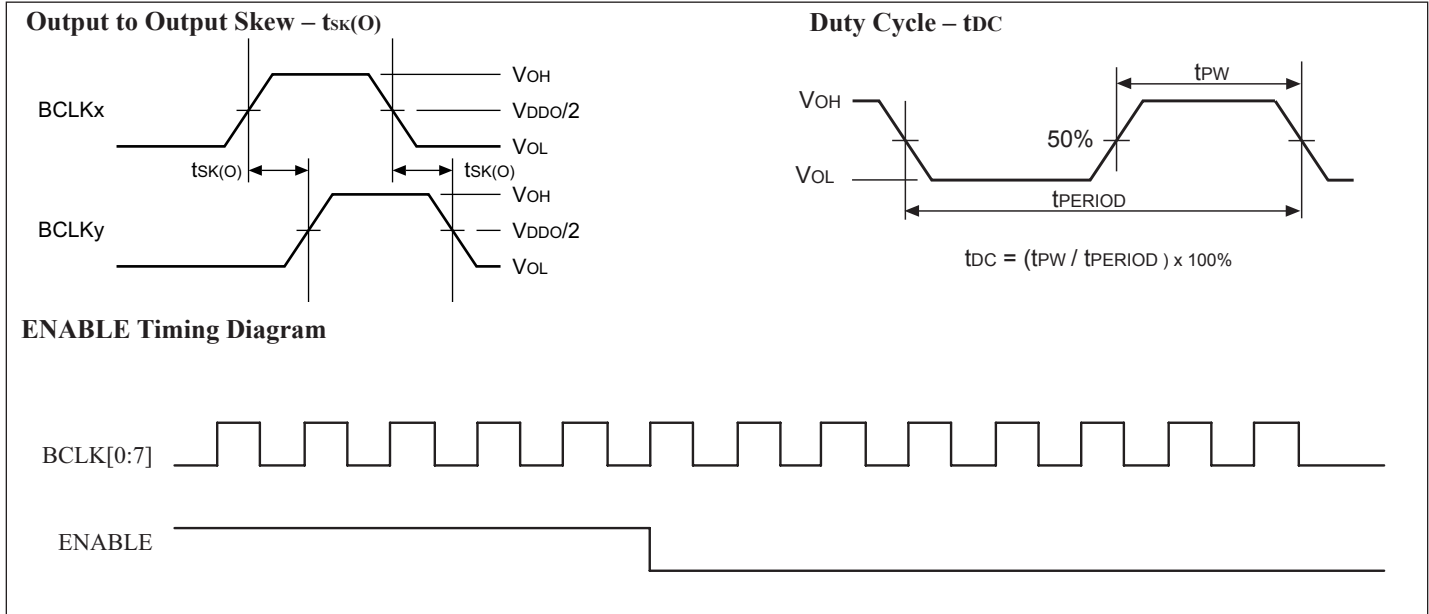 Output to Output Skew – tSK(O)
BCLKx
VOH
VDDO/2
VOL
tSK(O)
tSK(O)
BCLKy
VOH
VDDO/2
VOL
Duty Cycle – tDC
tPW
VOH
50%
VOL
tPERIOD
tDC = (tPW / tPERIOD ) x 100%
ENABLE Timing Diagram
BCLK[0:7]
ENABLE